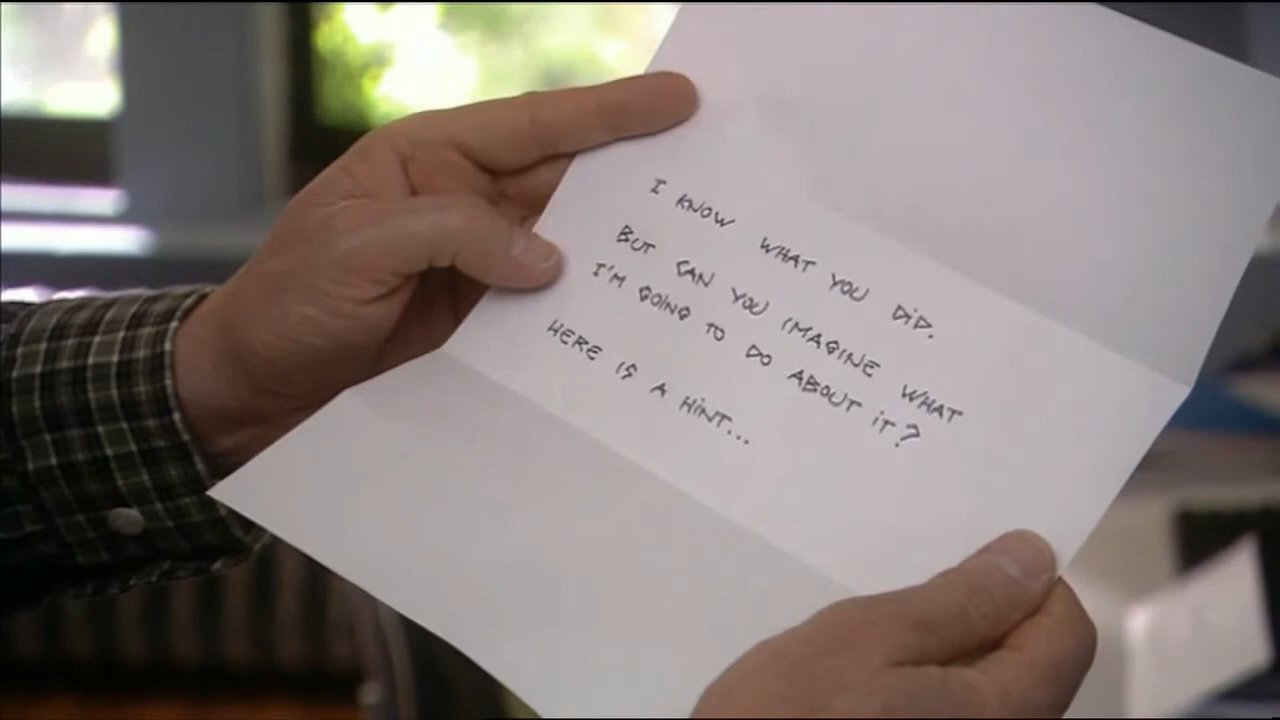 I KNOW WHAT YOU DID.
BUT CAN YOU IMAGINE WHAT
I'M GOING TO DO ABOUT IT?
HERE IS A HINT...